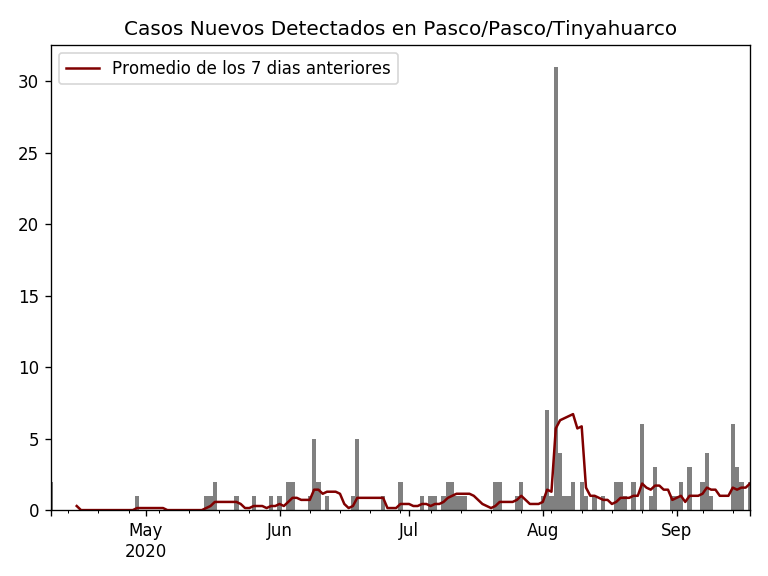 Casos Nuevos Detectados en Pasco/Pasco/Tinyahuarco
Promedio de los 7 dias anteriores
30
25
20
15
10
5
0
May Jun Jul Aug Sep
2020